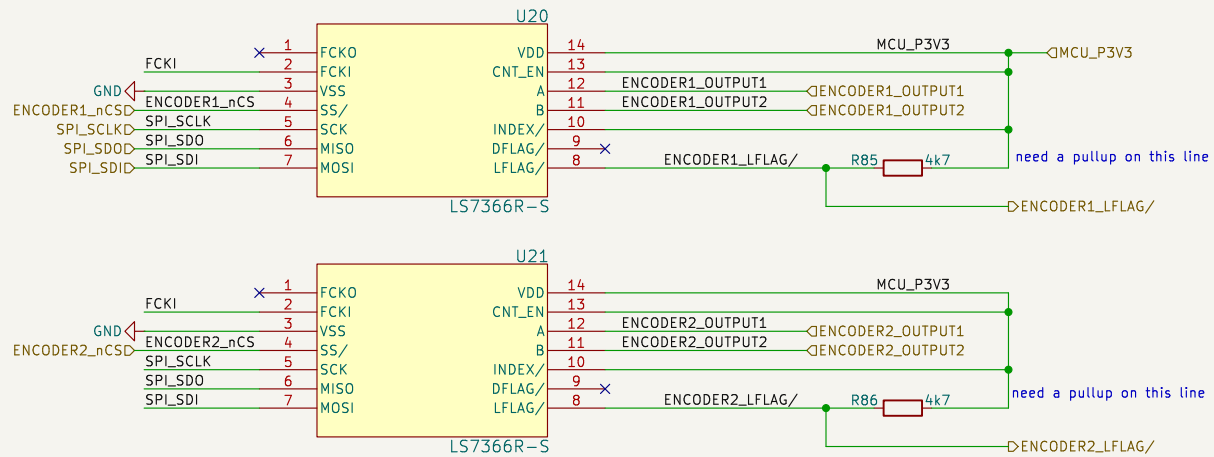 U20
1 FCKO VDD 14 MCU_P3V3 MCU_P3V3
FCKI 2 FCKI CNT_EN 13
GND 3 VSS A 12 ENCODER1_OUTPUT1 ENCODER1_OUTPUT1
ENCODER1_nCS ENCODER1_nCS 4 SS/ B 11 ENCODER1_OUTPUT2 ENCODER1_OUTPUT2
SPI_SCLK SPI_SCLK 5 SCK INDEX/ 10
SPI_SDO SPI_SDO 6 MISO DFLAG/ 9
need a pullup on this line
SPI_SDI SPI_SDI 7 MOSI LFLAG/ 8 ENCODER1_LFLAG/ R85 4k7
LS7366R-S
ENCODER1_LFLAG/
U21
1 FCKO VDD 14 MCU_P3V3
FCKI 2 FCKI CNT_EN 13
GND 3 VSS A 12 ENCODER2_OUTPUT1 ENCODER2_OUTPUT1
ENCODER2_nCS ENCODER2_nCS 4 SS/ B 11 ENCODER2_OUTPUT2 ENCODER2_OUTPUT2
SPI_SCLK 5 SCK INDEX/ 10
SPI_SDO 6 MISO DFLAG/ 9
need a pullup on this line
SPI_SDI 7 MOSI LFLAG/ 8 ENCODER2_LFLAG/ R86 4k7
LS7366R-S
ENCODER2_LFLAG/